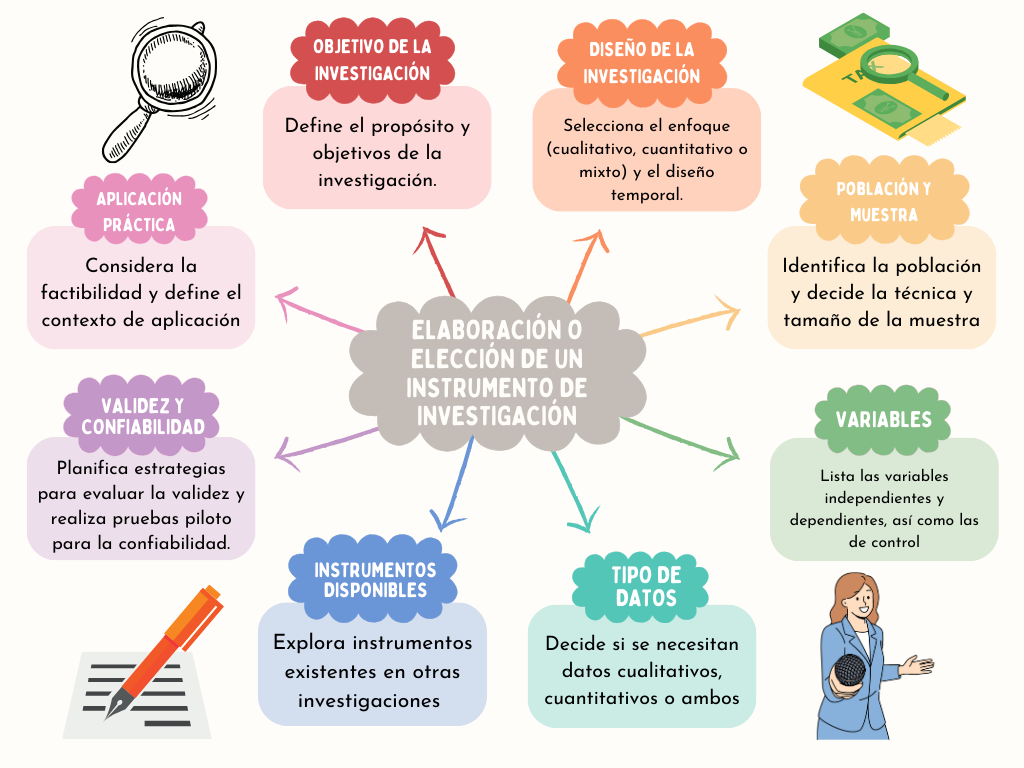 ELABORACIÓN O
ELECCIÓN DE UN
INSTRUMENTO DE
INVESTIGACIÓN
OBJETIVO DE LA
INVESTIGACIÓN
Define el propósito y
objetivos de la
investigación.
DISEÑO DE LA
INVESTIGACIÓN
Selecciona el enfoque
(cualitativo, cuantitativo o
mixto) y el diseño
temporal.
TAX
POBLACIÓN Y
MUESTRA
Identifica la población
y decide la técnica y
tamaño de la muestra
VARIABLES
Lista las variables
independientes y
dependientes, así como las
de control
TIPO DE
DATOS
Decide si se necesitan
datos cualitativos,
cuantitativos o ambos
INSTRUMENTOS
DISPONIBLES
Explora instrumentos
existentes en otras
investigaciones
VALIDEZ Y
CONFIABILIDAD
Planifica estrategias
para evaluar la validez y
realiza pruebas piloto
para la confiabilidad.
APLICACIÓN
PRÁCTICA
Considera la
factibilidad y define el
contexto de aplicación